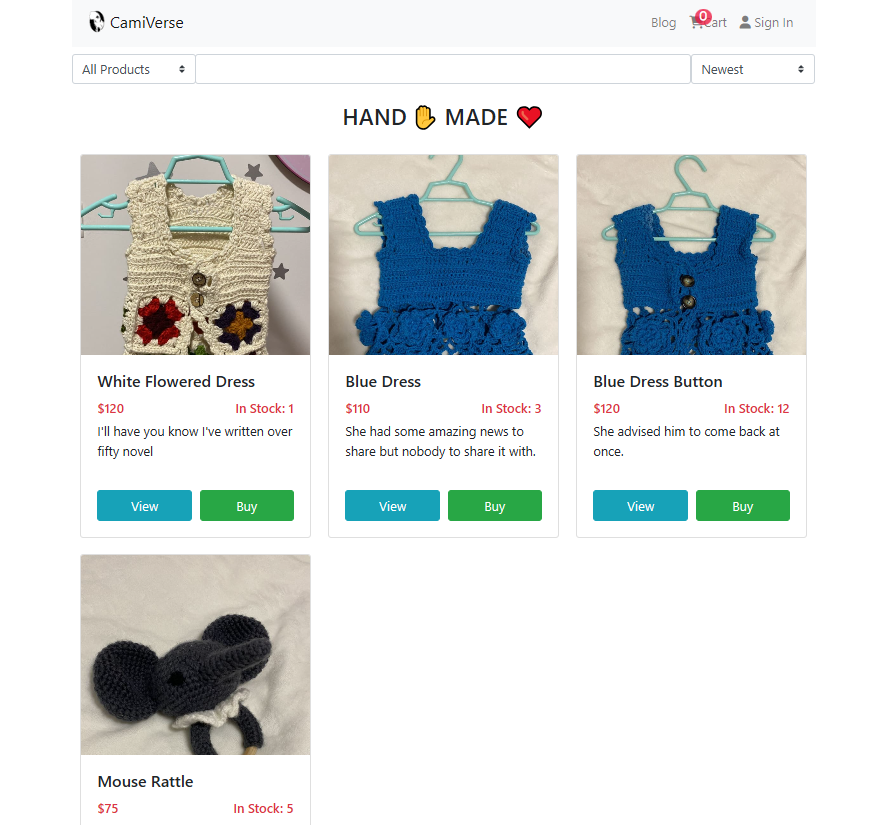 CamiVerse
Blog 0 Cart Sign In
All Products Newest
HAND ✋ MADE ❤️
White Flowered Dress
$120 In Stock: 1
I'll have you know I've written over
fifty novel
View Buy
Blue Dress
$110 In Stock: 3
She had some amazing news to
share but nobody to share it with.
View Buy
Blue Dress Button
$120 In Stock: 12
She advised him to come back at
once.
View Buy
Mouse Rattle
$75 In Stock: 5